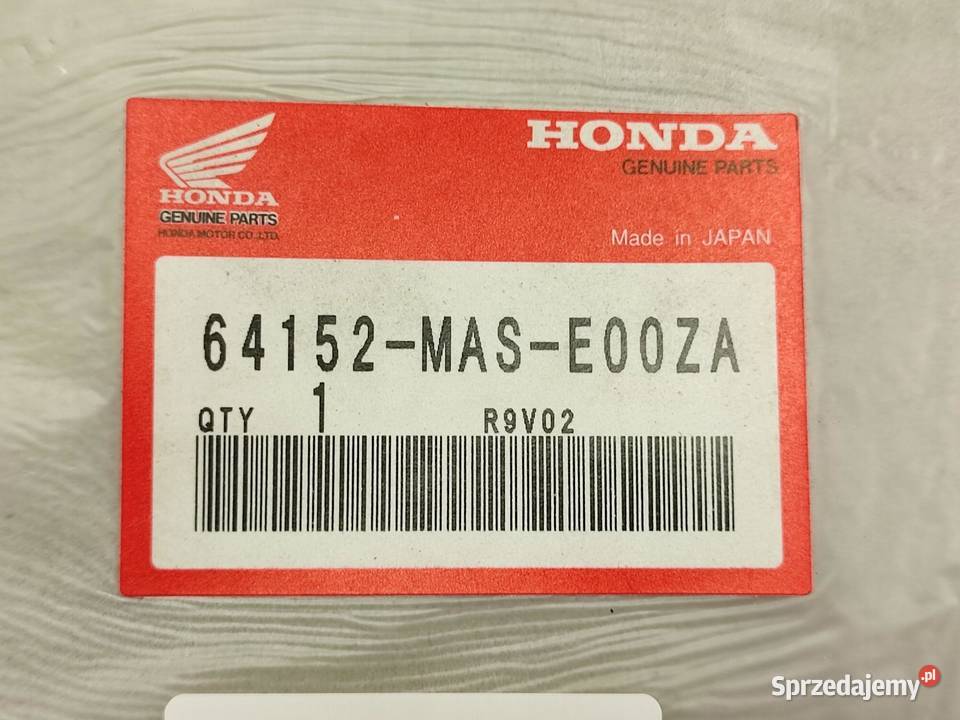 HONDA
GENUINE PARTS
HONDA MOTOR CO.,LTD.
HONDA
GENUINE PARTS
Made in JAPAN
64152-MAS-E00ZA
QTY 1 R9V02
Sprzedajemy.pl